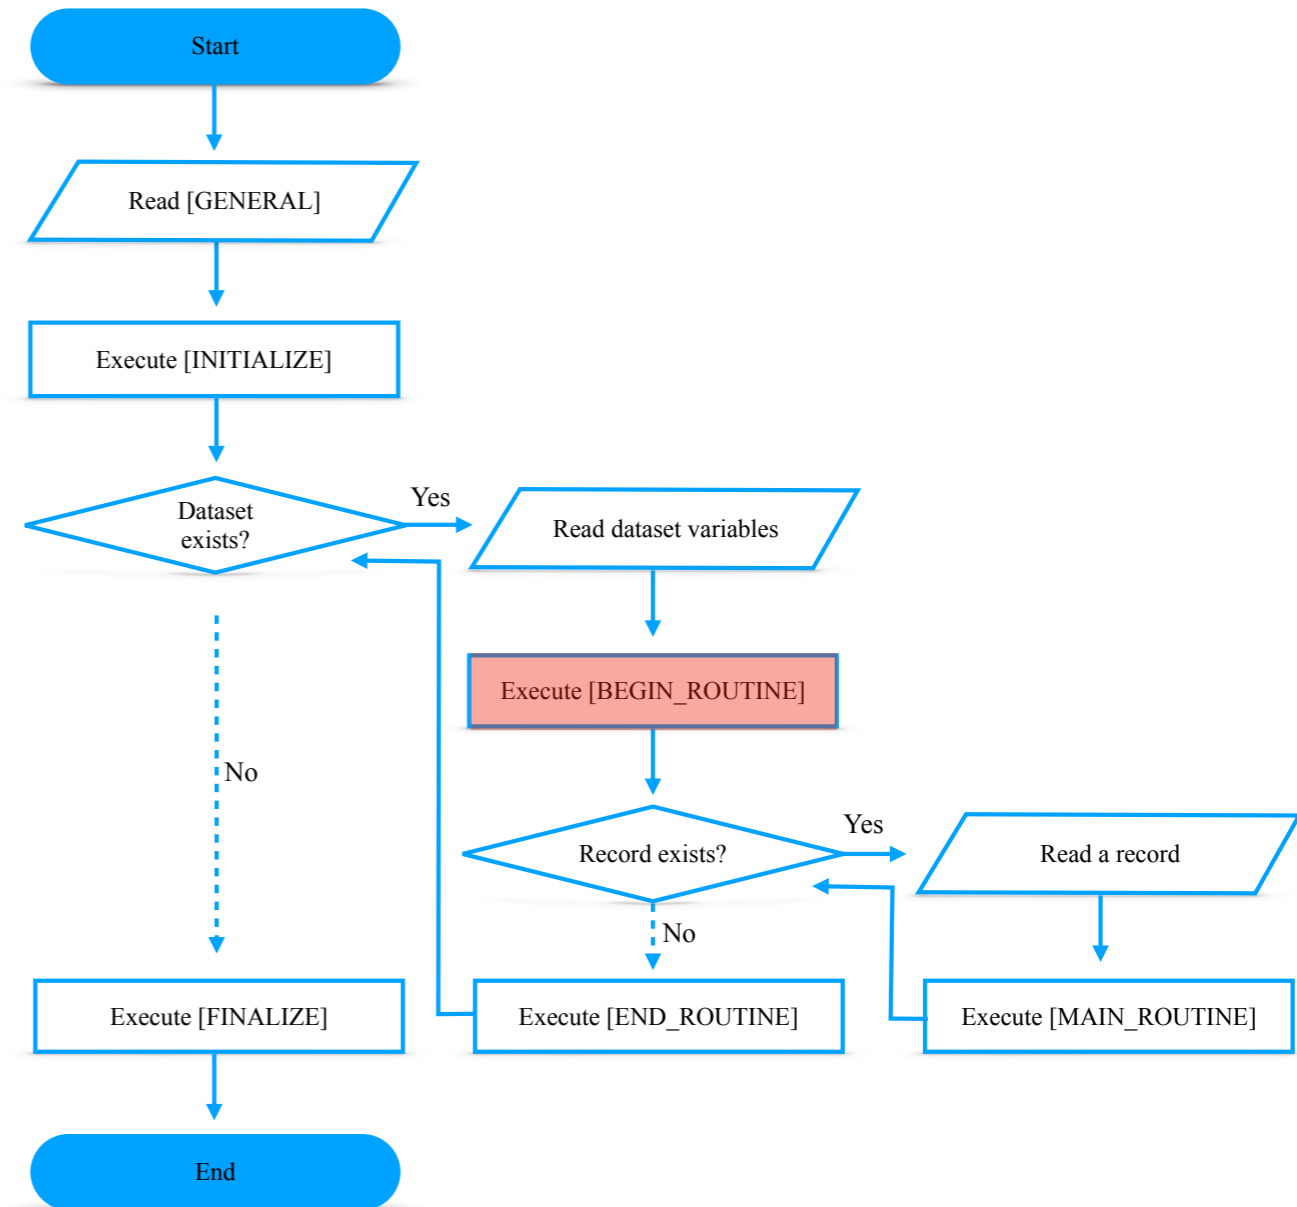 Start
Read [GENERAL]
Execute [INITIALIZE]
Dataset
exists?
Yes
Read dataset variables
Execute [BEGIN_ROUTINE]
No
Record exists?
Yes
Read a record
No
Execute [FINALIZE]
Execute [END_ROUTINE]
Execute [MAIN_ROUTINE]
End